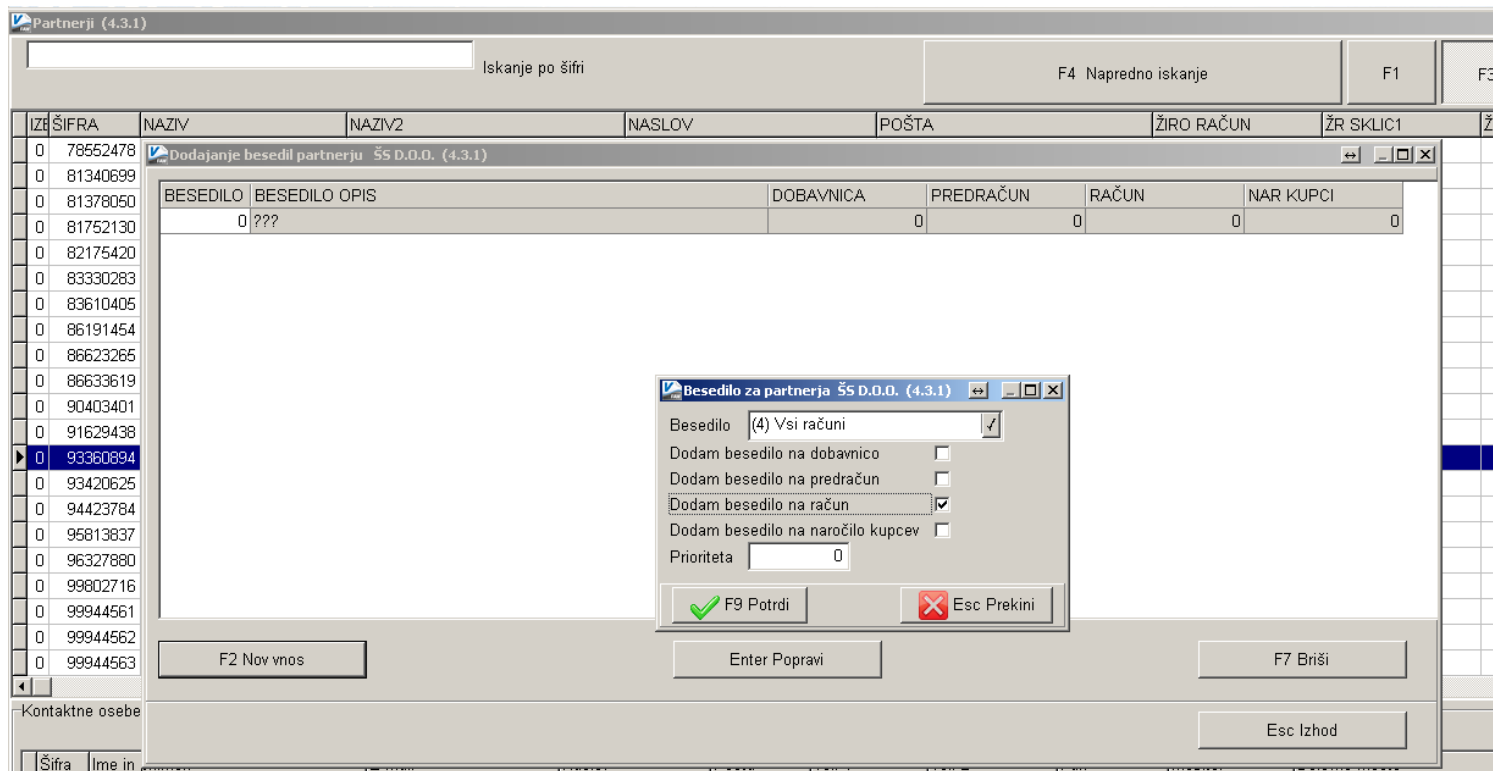 Partnerji (4.3.1)
Iskanje po šifri
F4 Napredno iskanje
F1
F3
IZE ŠIFRA NAZIV NAZIV2 NASLOV POŠTA ŽIRO RAČUN ŽR SKLIC1 Ž
0 78552478
Dodajanje besedil partnerju ŠS D.O.O. (4.3.1)
0 81340699
BESEDILO BESEDILO OPIS DOBAVNICA PREDRAČUN RAČUN NAR KUPCI
0 81378050
0 ??? 0 0 0 0
0 81752130
0 82175420
0 83330283
0 83610405
0 86191454
0 86623265
0 86633619
Besedilo za partnerja ŠS D.O.O. (4.3.1)
0 90403401
Besedilo (4) Vsi računi
0 91629438
Dodam besedilo na dobavnico
0 93360894
Dodam besedilo na predračun
0 93420625
Dodam besedilo na račun
0 94423784
Dodam besedilo na naročilo kupcev
0 95813837
Prioriteta 0
0 96327880
0 99802716
F9 Potrdi
Esc Prekini
0 99944561
0 99944562
0 99944563
F2 Nov vnos
Enter Popravi
F7 Briši
Kontaktne osebe
Esc Izhod
Šifra Ime in